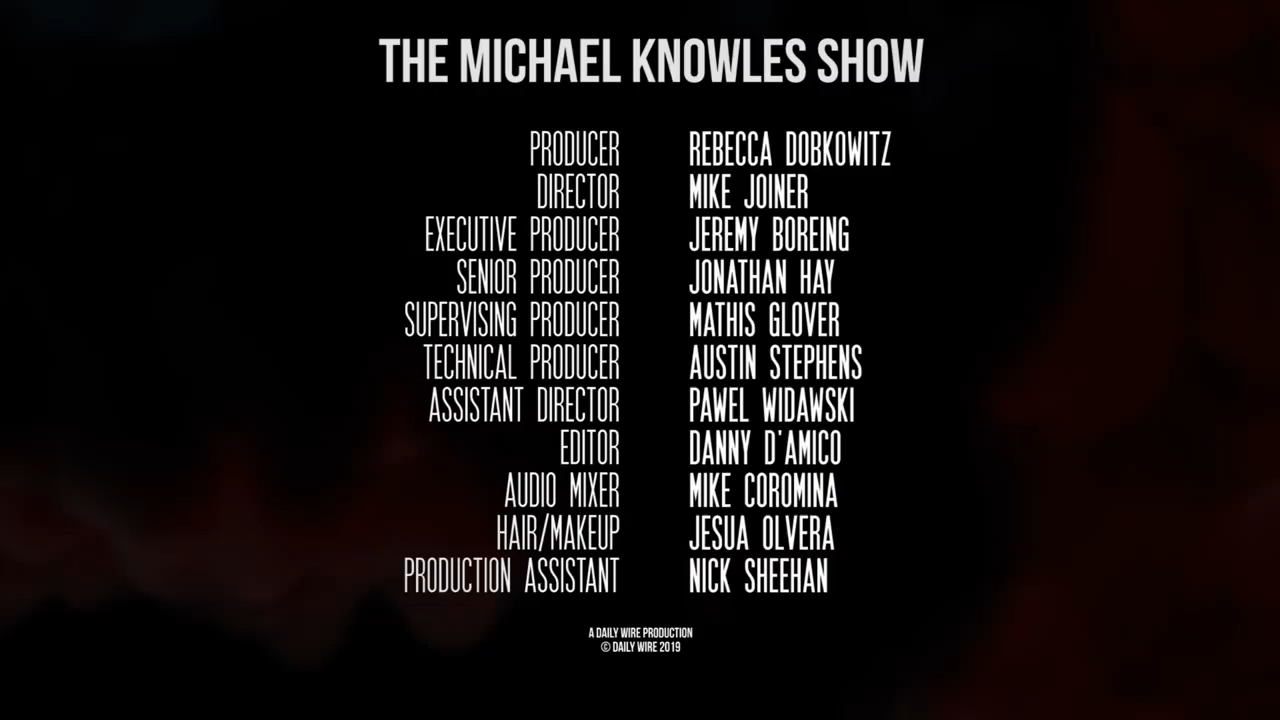 THE MICHAEL KNOWLES SHOW
PRODUCER REBECCA DOBKOWITZ
DIRECTOR MIKE JOINER
EXECUTIVE PRODUCER JEREMY BOREING
SENIOR PRODUCER JONATHAN HAY
SUPERVISING PRODUCER MATHIS GLOVER
TECHNICAL PRODUCER AUSTIN STEPHENS
ASSISTANT DIRECTOR PAWEL WIDAWSKI
EDITOR DANNY D'AMICO
AUDIO MIXER MIKE COROMINA
HAIR/MAKEUP JESUA OLVERA
PRODUCTION ASSISTANT NICK SHEEHAN
A DAILY WIRE PRODUCTION
© DAILY WIRE 2019